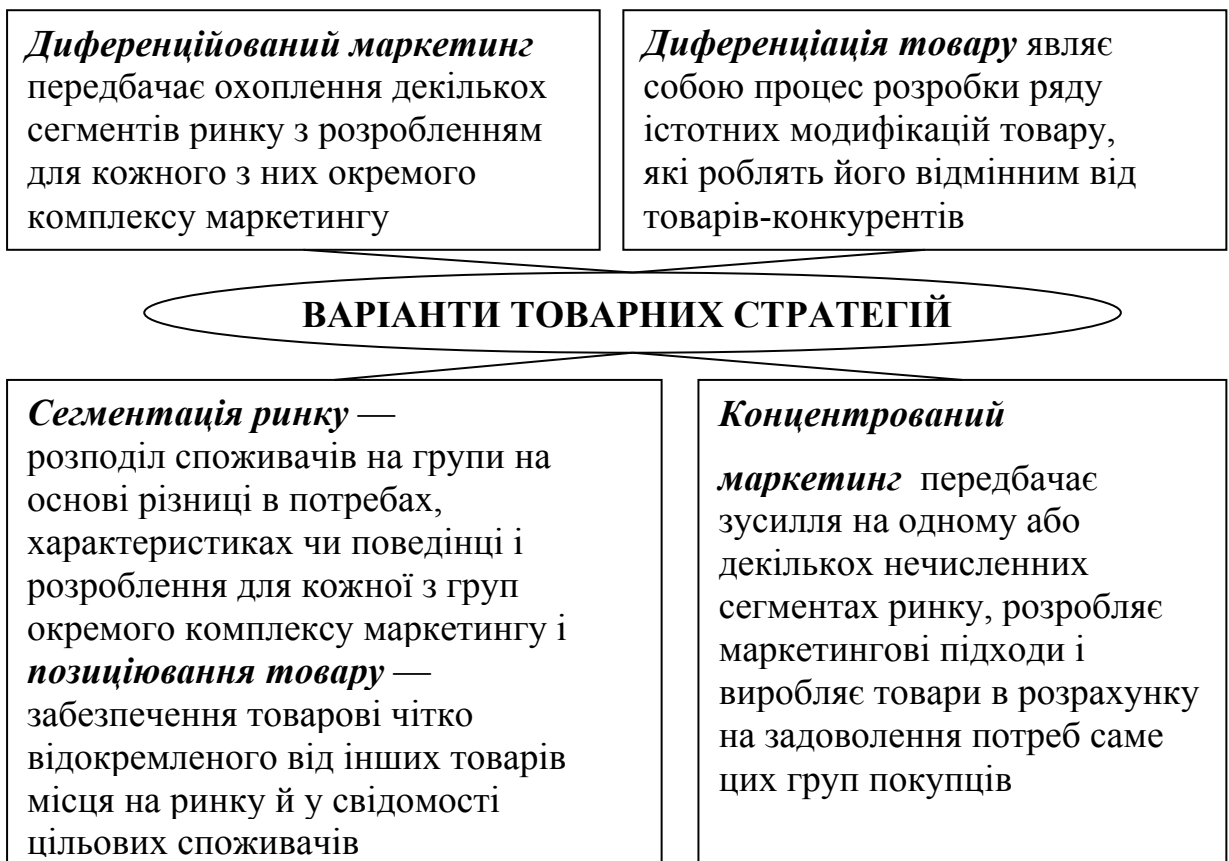 Диференційований маркетинг
передбачає охоплення декількох
сегментів ринку з розробленням
для кожного з них окремого
комплексу маркетингу
Диференціація товару являє
собою процес розробки ряду
істотних модифікацій товару,
які роблять його відмінним від
товарів-конкурентів
ВАРІАНТИ ТОВАРНИХ СТРАТЕГІЙ
Сегментація ринку —
розподіл споживачів на групи на
основі різниці в потребах,
характеристиках чи поведінці і
розроблення для кожної з груп
окремого комплексу маркетингу і
позиціювання товару —
забезпечення товарові чітко
відокремленого від інших товарів
місця на ринку й у свідомості
цільових споживачів
Концентрований
маркетинг передбачає
зусилля на одному або
декількох нечисленних
сегментах ринку, розробляє
маркетингові підходи і
виробляє товари в розрахунку
на задоволення потреб саме
цих груп покупців